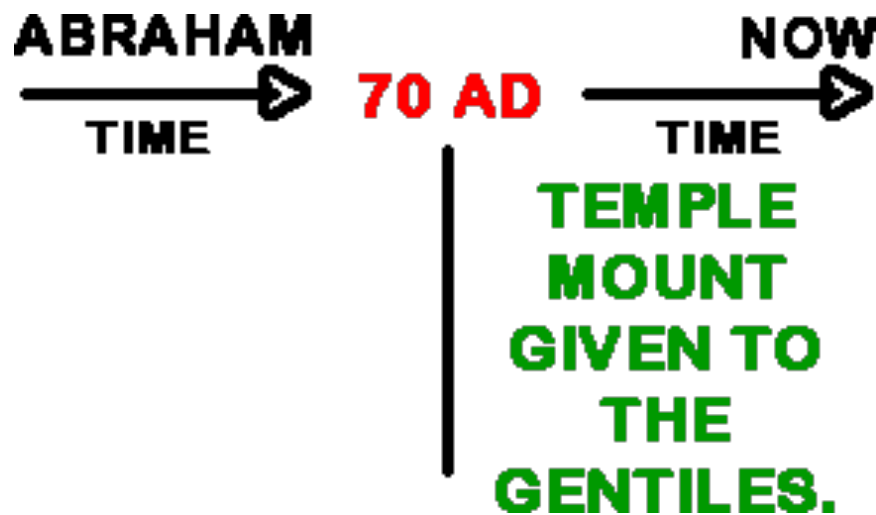 ABRAHAM
NOW
70 AD
TIME
TIME
TEMPLE
MOUNT
GIVEN TO
THE
GENTILES.